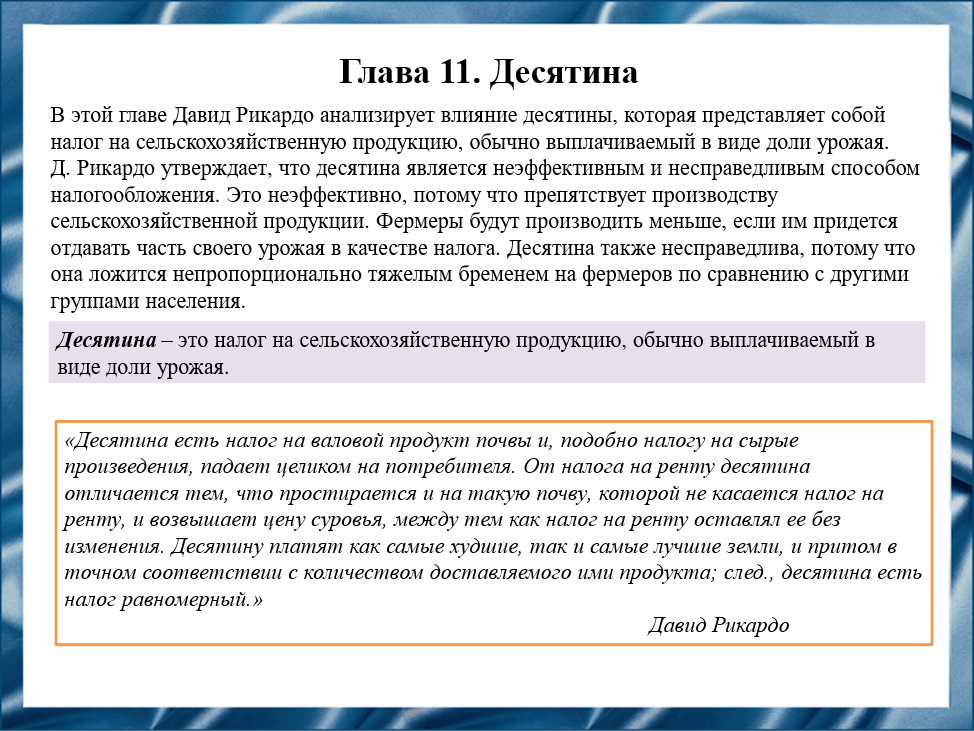 Глава 11. Десятина
В этой главе Давид Рикардо анализирует влияние десятины, которая представляет собой
налог на сельскохозяйственную продукцию, обычно выплачиваемый в виде доли урожая.
Д. Рикардо утверждает, что десятина является неэффективным и несправедливым способом
налогообложения. Это неэффективно, потому что препятствует производству
сельскохозяйственной продукции. Фермеры будут производить меньше, если им придется
отдавать часть своего урожая в качестве налога. Десятина также несправедлива, потому что
она ложится непропорционально тяжелым бременем на фермеров по сравнению с другими
группами населения.
Десятина – это налог на сельскохозяйственную продукцию, обычно выплачиваемый в
виде доли урожая.
«Десятина есть налог на валовой продукт почвы и, подобно налогу на сырые
произведения, падает целиком на потребителя. От налога на ренту десятина
отличается тем, что простирается и на такую почву, которой не касается налог на
ренту, и возвышает цену суровья, между тем как налог на ренту оставлял ее без
изменения. Десятину платят как самые худшие, так и самые лучшие земли, и притом в
точном соответствии с количеством доставляемого ими продукта; след., десятина есть
налог равномерный.»
Давид Рикардо